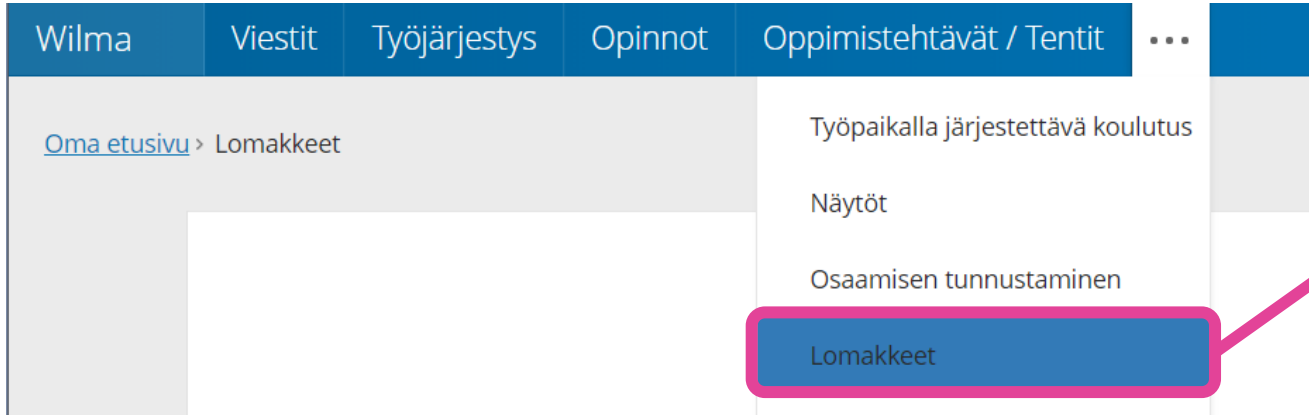 Wilma Viestit Työjärjestys Opinnot Oppimistehtävät / Tentit ...
Oma etusivu > Lomakkeet
Työpaikalla järjestettävä koulutus
Näytöt
Osaamisen tunnustaminen
Lomakkeet